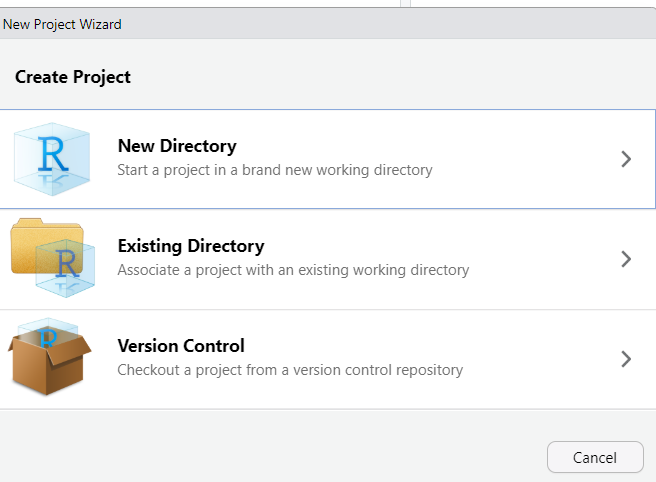 New Project Wizard
Create Project
R
New Directory
Start a project in a brand new working directory
R
Existing Directory
Associate a project with an existing working directory
R
Version Control
Checkout a project from a version control repository
Cancel